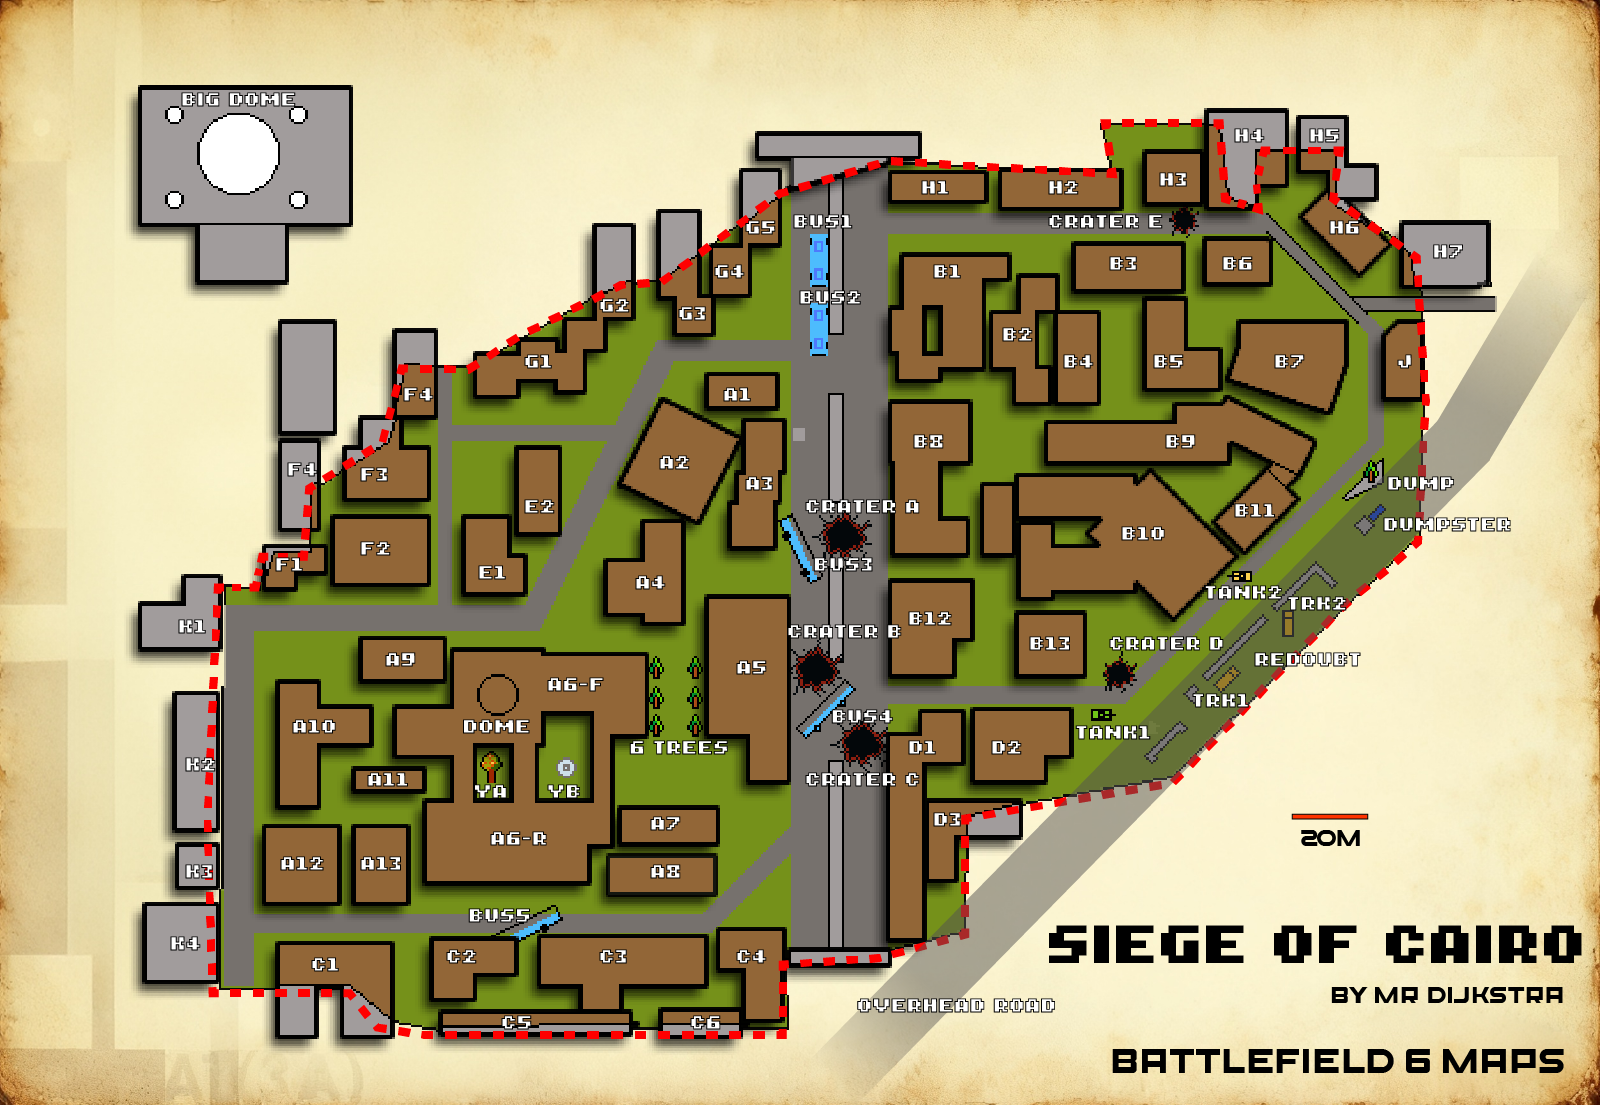 BIG DOME
H4
H5
H3
H1
H2
BUS1
CRATER E
G5
H6
H7
G4
B1
B3
B6
BUS2
G2
G3
B2
G1
B4
B5
B7
J
F4
A1
B8
B9
A2
F4
F3
A3
DUMP
E2
CRATER A
B11
DUMPSTER
B10
F2
F1
BUS3
E1
A4
TANK2
TRK2
K1
B12
CRATER B
B13
CRATER D
A9
REDOUBT
A5
A6-F
TRK1
A10
DOME
BUS4
TANK1
6 TREES
D1
D2
K2
A11
CRATER C
YA
YB
A7
D3
A6-R
20M
A12
A13
K3
A8
BUS5
K4
C2
C3
C4
SIEGE OF CAIRO
C1
BY MR DIJKSTRA
OVERHEAD ROAD
C5
C6
BATTLEFIELD 6 MAPS